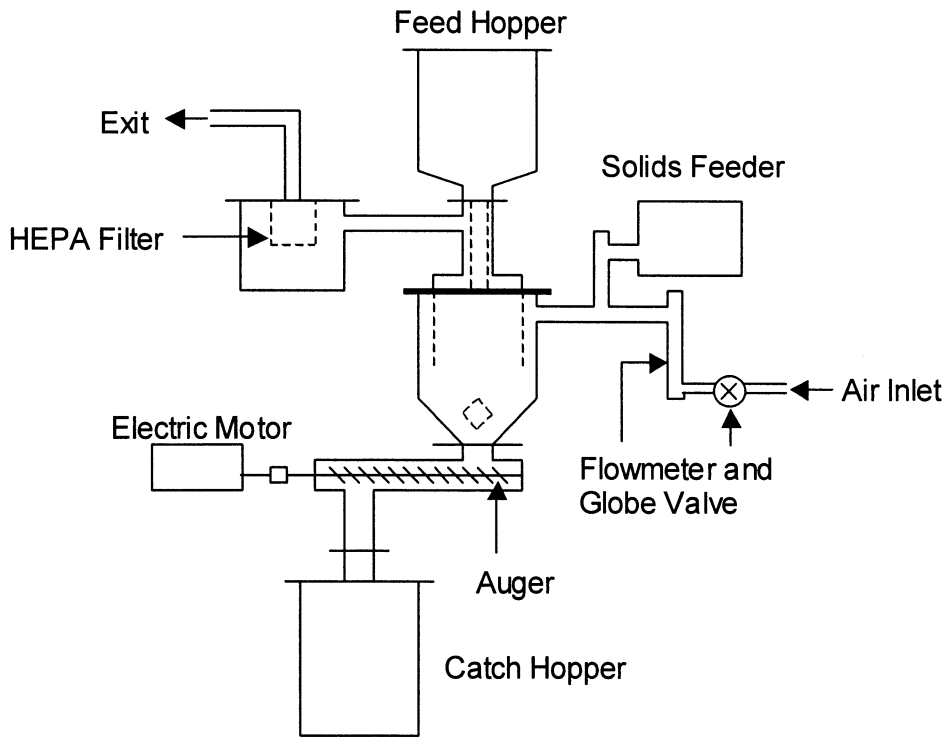 Feed Hopper
Exit
Solids Feeder
HEPA Filter
Air Inlet
Electric Motor
Flowmeter and
Globe Valve
Auger
Catch Hopper